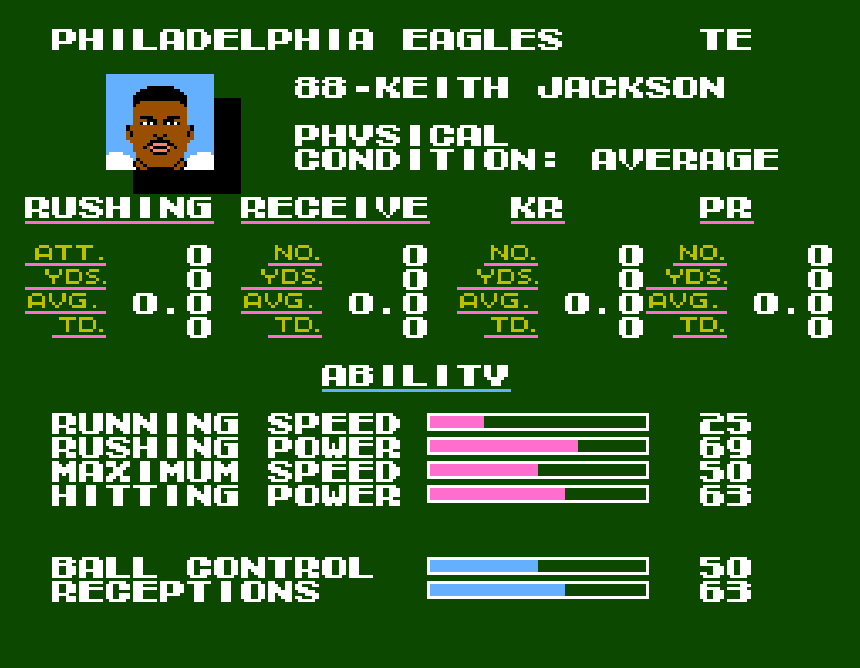 PHILADELPHIA EAGLES TE
88-KEITH JACKSON
PHYSICAL
CONDITION: AVERAGE
RUSHING RECEIVE KR PR
ATT. 0 NO. 0 NO. 0 NO. 0
YDS. 0 YDS. 0 YDS. 0 YDS. 0
AVG. 0.0 AVG. 0.0 AVG. 0.0 AVG. 0.0
TD. 0 TD. 0 TD. 0 TD. 0
ABILITY
RUNNING SPEED 25
RUSHING POWER 69
MAXIMUM SPEED 50
HITTING POWER 63
BALL CONTROL 50
RECEPTIONS 63